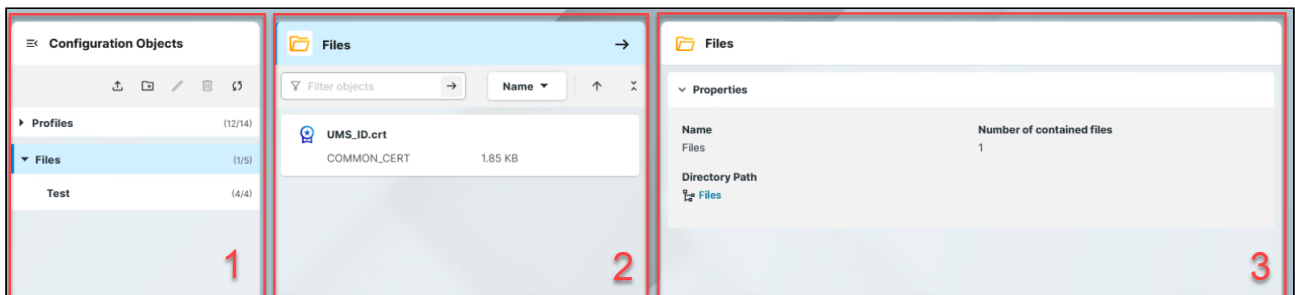 Configuration Objects
Profiles (12/14)
Files (1/5)
Test (4/4)
1
Files
Filter objects Name
UMS_ID.crt
COMMON_CERT 1.85 KB
2
Files
Properties
Name Number of contained files
Files 1
Directory Path
Files
3